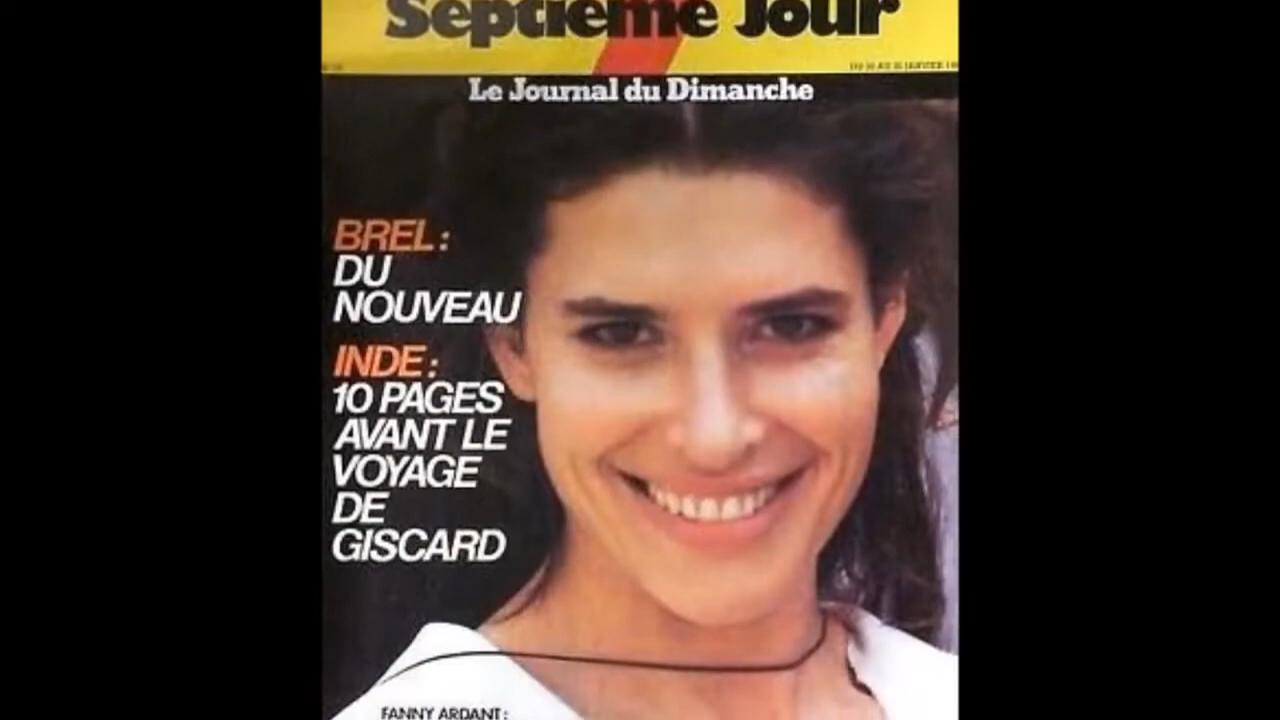 Septième Jour
Le Journal du Dimanche
BREL :
DU
NOUVEAU
INDE :
10 PAGES
AVANT LE
VOYAGE
DE
GISCARD
FANNY ARDANT :